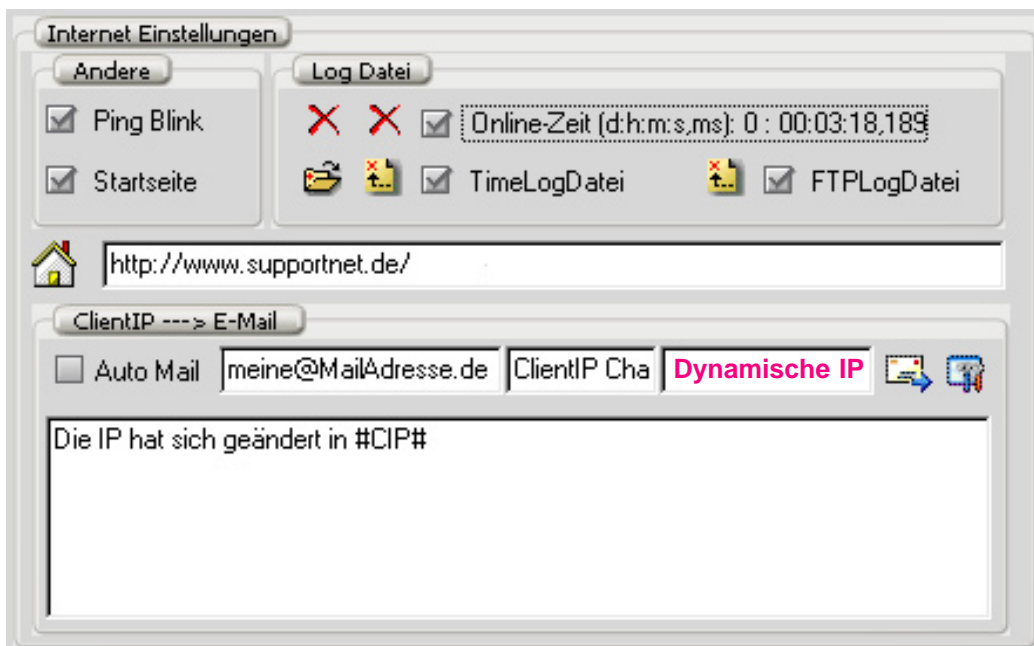 Internet Einstellungen
Andere
Log Datei
Ping Blink
Online-Zeit (d:h:m:s,ms): 0 : 00:03:18,189
Startseite
TimeLogDatei
FTPLogDatei
http://www.supportnet.de/
ClientIP ---> E-Mail
Auto Mail
meine@MailAdresse.de
ClientIP Cha
Dynamische IP
Die IP hat sich geändert in #CIP#